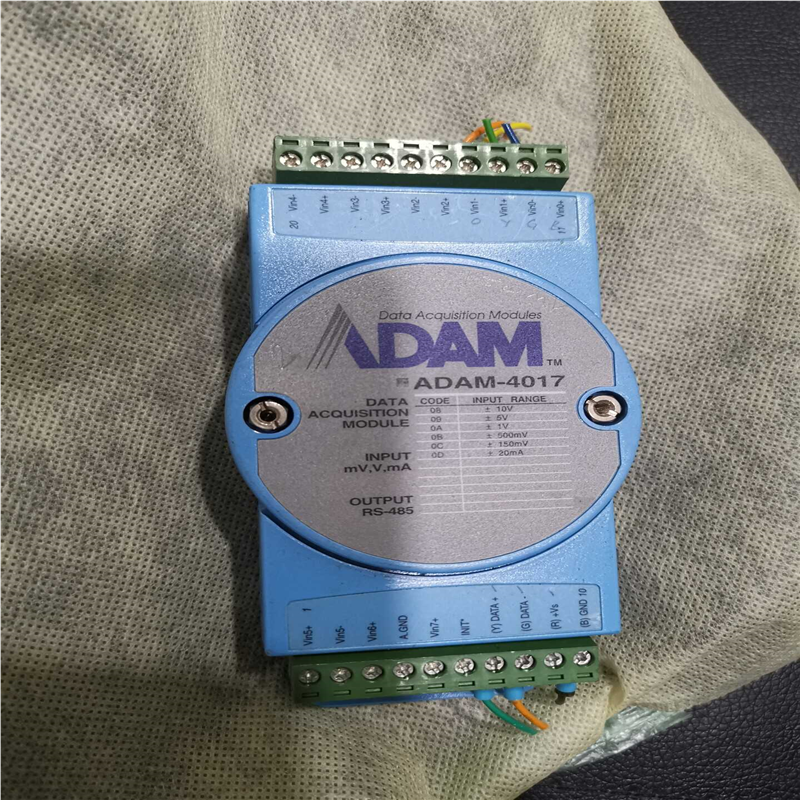 20 Vin4- Vin4+ Vin3- Vin3+ Vin2- Vin2+ Vin1- Vin1+ Vin0- Vin0+ 11
Data Acquisition Modules
ADAM TM
ADAM-4017
DATA
ACQUISITION
MODULE
INPUT
mV,V,mA
OUTPUT
RS-485
CODE INPUT RANGE
08 ± 10V
09 ± 5V
0A ± 1V
0B ± 500mV
0C ± 150mV
0D ± 20mA
Vin5+ 1 Vin5- Vin6+ A.GND Vin7+ INIT* (Y) DATA + (G) DATA - (R) +Vs (B) GND 10